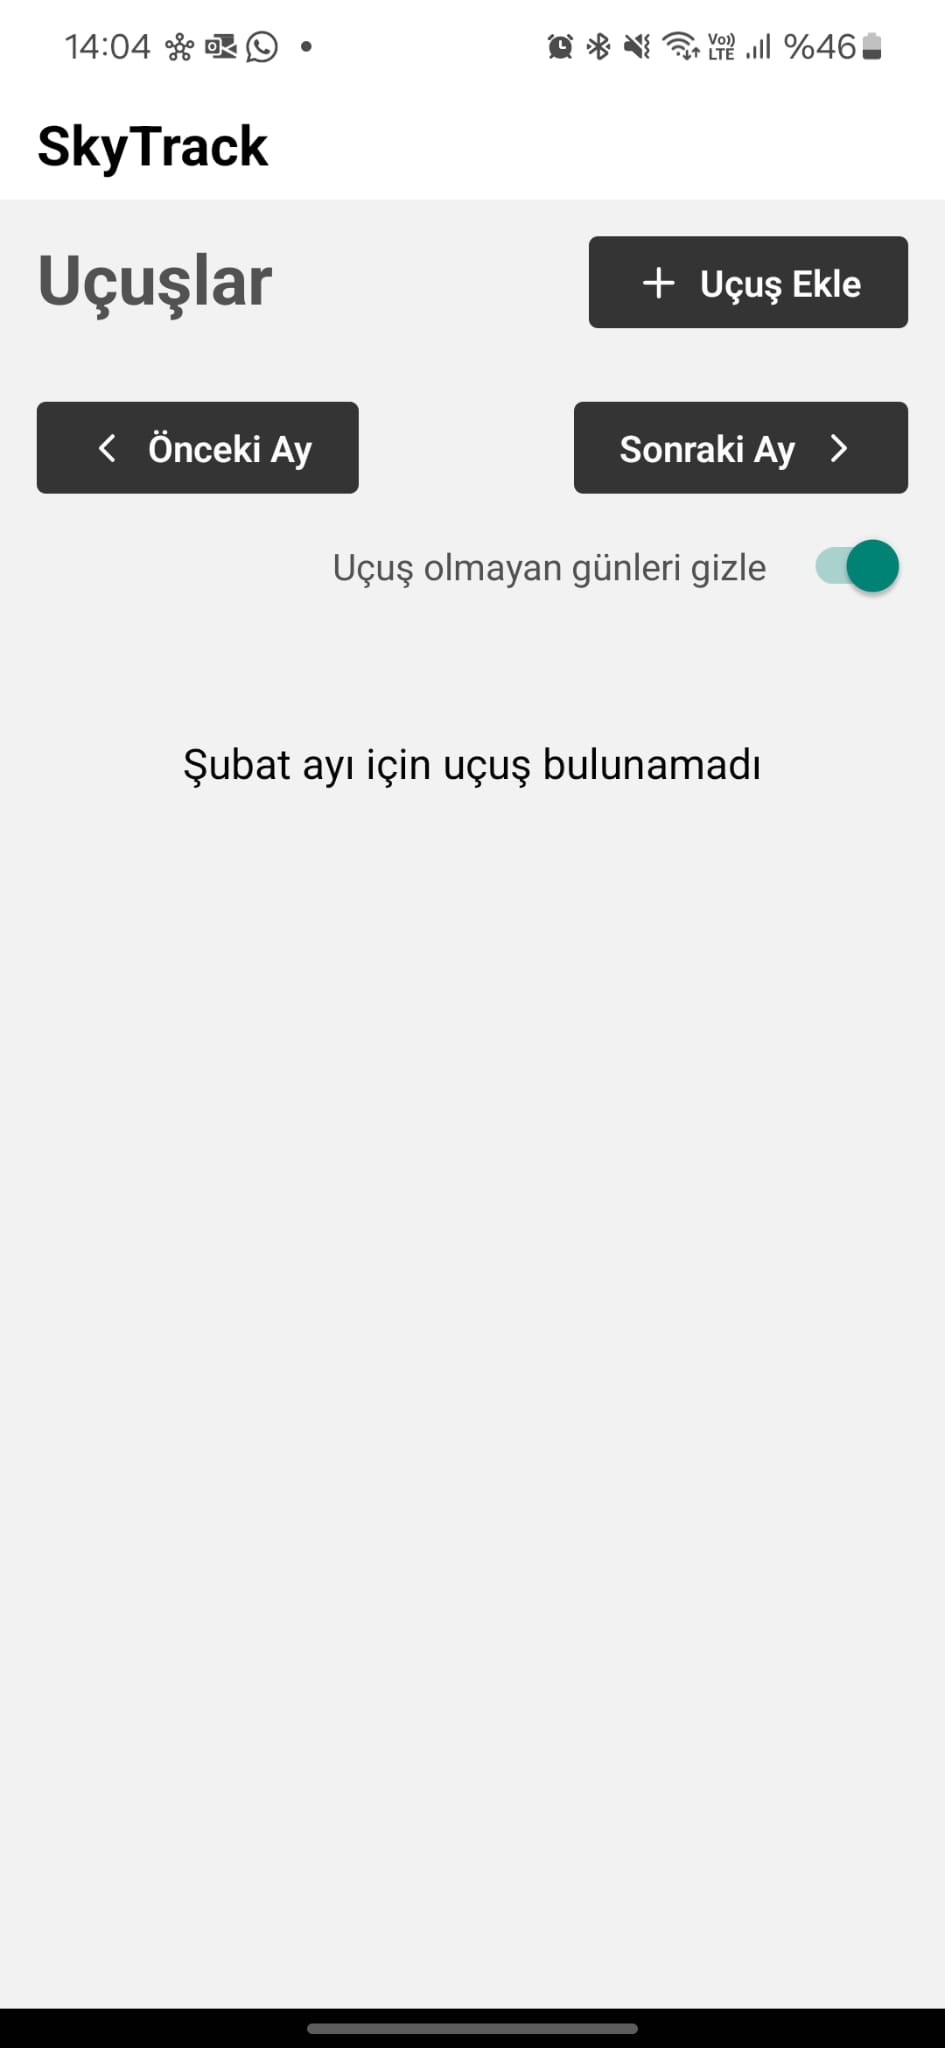 14:04
Vo)) LTE
%46
SkyTrack
Uçuşlar
+ Uçuş Ekle
< Önceki Ay
Sonraki Ay >
Uçuş olmayan günleri gizle
Şubat ayı için uçuş bulunamadı